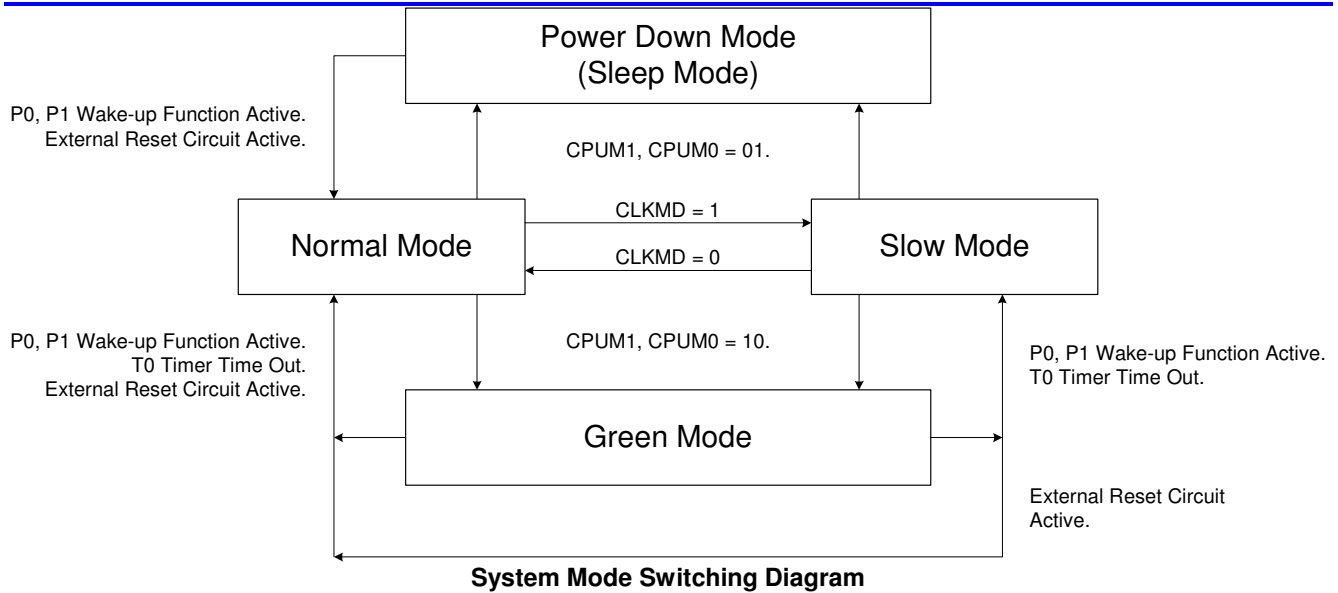 Power Down Mode
(Sleep Mode)
P0, P1 Wake-up Function Active.
External Reset Circuit Active.
CPUM1, CPUM0 = 01.
CLKMD = 1
Normal Mode
Slow Mode
CLKMD = 0
P0, P1 Wake-up Function Active.
T0 Timer Time Out.
External Reset Circuit Active.
CPUM1, CPUM0 = 10.
P0, P1 Wake-up Function Active.
T0 Timer Time Out.
Green Mode
External Reset Circuit
Active.
System Mode Switching Diagram